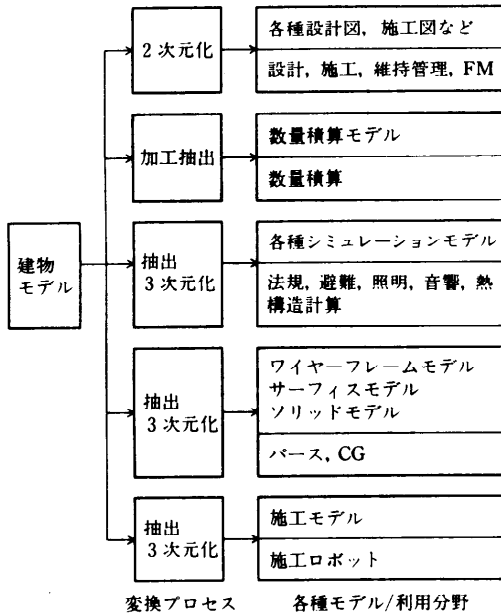 建物
モデル
2次元化
各種設計図，施工図など
設計，施工，維持管理，FM
加工抽出
数量積算モデル
数量積算
抽出
3次元化
各種シミュレーションモデル
法規，避難，照明，音響，熱
構造計算
抽出
3次元化
ワイヤーフレームモデル
サーフィスモデル
ソリッドモデル
パース，CG
抽出
3次元化
施工モデル
施工ロボット
変換プロセス
各種モデル/利用分野